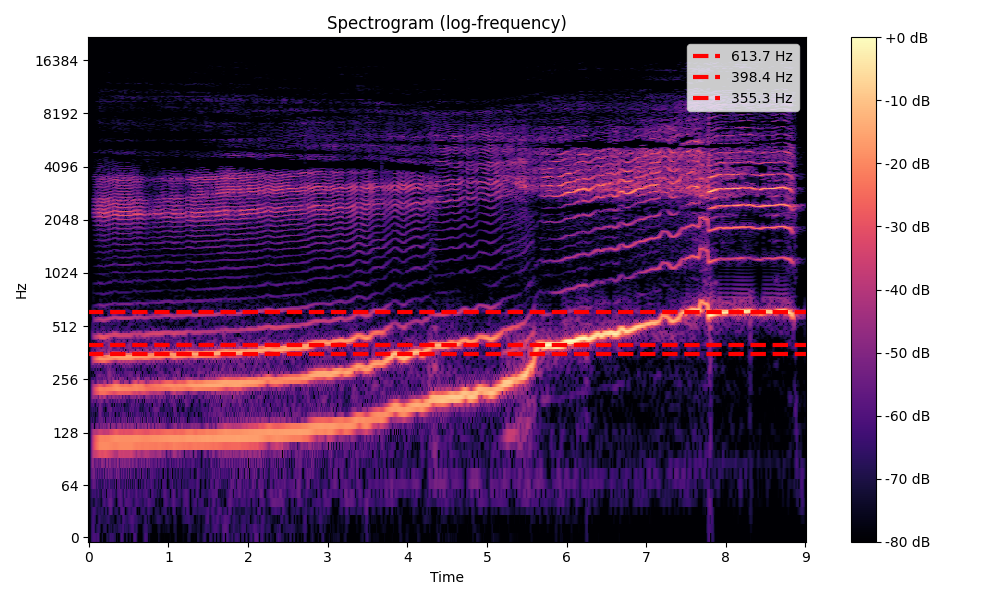 Spectrogram (log-frequency)
613.7 Hz
398.4 Hz
355.3 Hz
Hz
16384
8192
4096
2048
1024
512
256
128
64
0
0 1 2 3 4 5 6 7 8 9
Time
+0 dB
-10 dB
-20 dB
-30 dB
-40 dB
-50 dB
-60 dB
-70 dB
-80 dB